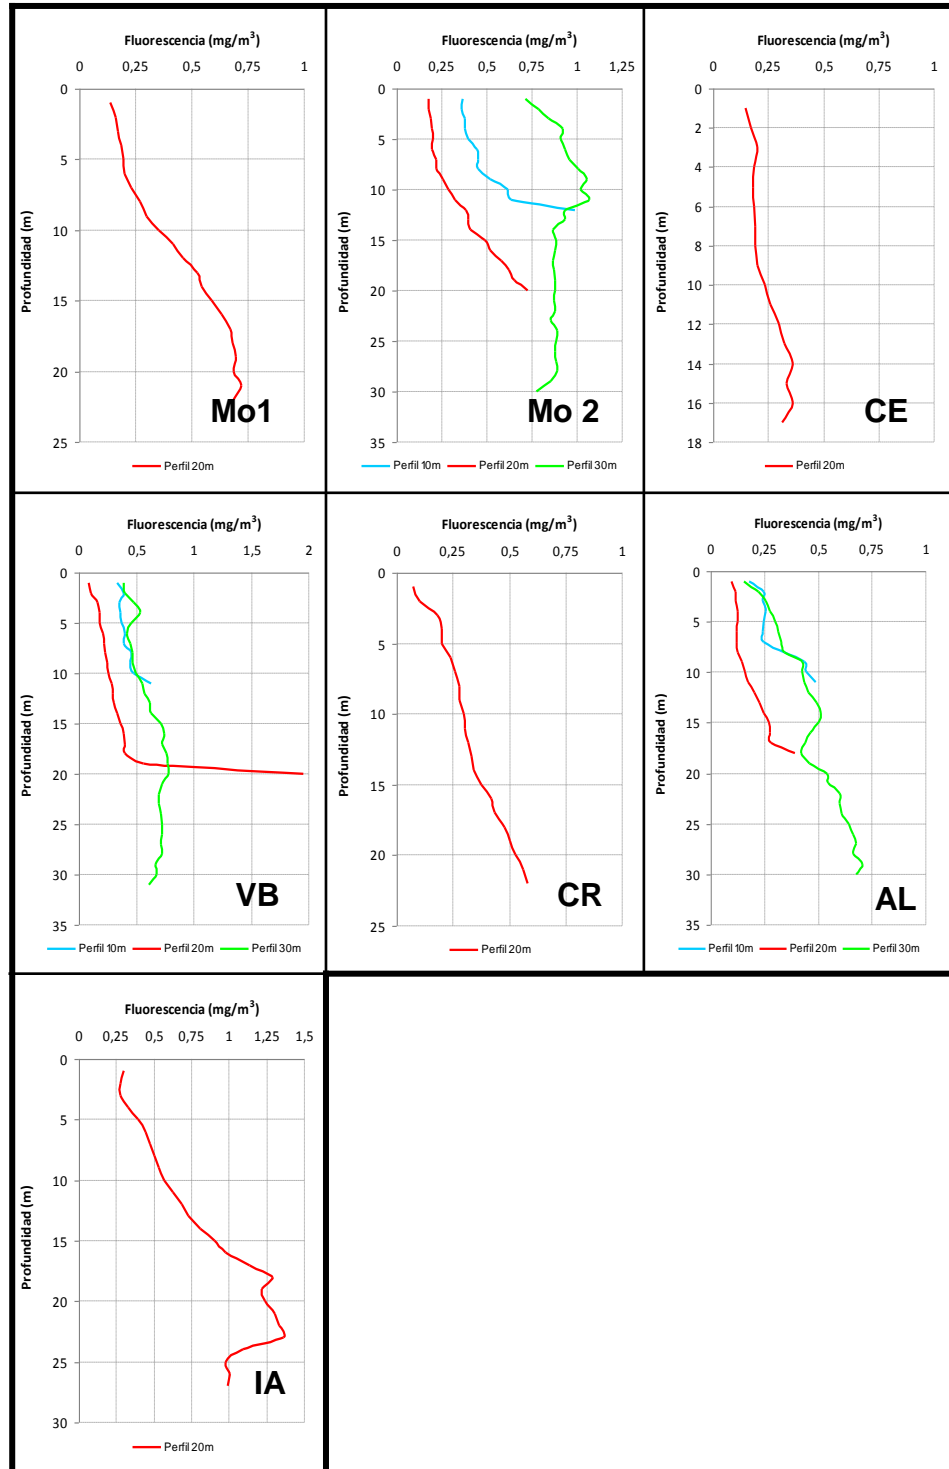 Fluorescencia (mg/m³)
0 0,25 0,5 0,75 1
Profundidad (m)
0
5
10
15
20
25
Mo1
Perfil 20m
Fluorescencia (mg/m³)
0 0,25 0,5 0,75 1 1,25
Profundidad (m)
0
5
10
15
20
25
30
35
Mo 2
Perfil 10m Perfil 20m Perfil 30m
Fluorescencia (mg/m³)
0 0,25 0,5 0,75 1
Profundidad (m)
0
2
4
6
8
10
12
14
16
18
CE
Perfil 20m
Fluorescencia (mg/m³)
0 0,5 1 1,5 2
Profundidad (m)
0
5
10
15
20
25
30
35
VB
Perfil 10m Perfil 20m Perfil 30m
Fluorescencia (mg/m³)
0 0,25 0,5 0,75 1
Profundidad (m)
0
5
10
15
20
25
CR
Perfil 20m
Fluorescencia (mg/m³)
0 0,25 0,5 0,75 1
Profundidad (m)
0
5
10
15
20
25
30
35
AL
Perfil 10m Perfil 20m Perfil 30m
Fluorescencia (mg/m³)
0 0,25 0,5 0,75 1 1,25 1,5
Profundidad (m)
0
5
10
15
20
25
30
IA
Perfil 20m